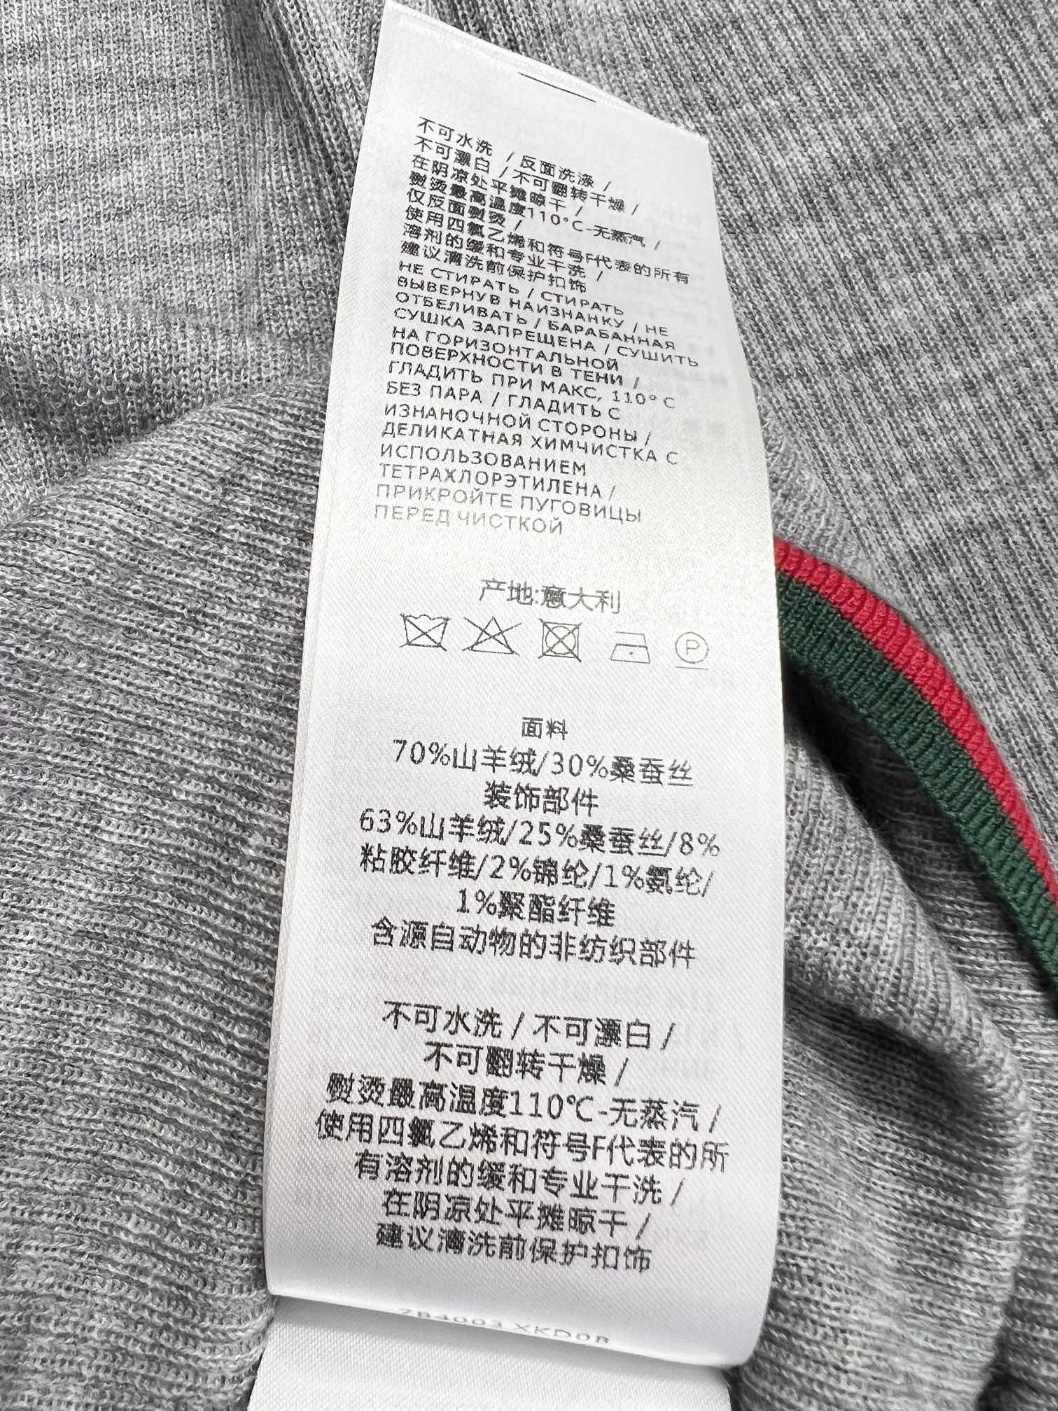 不可水洗 / 反面洗涤 /
不可漂白 / 不可翻转干燥 /
在阴凉处平摊晾干 /
熨烫最高温度110°C-无蒸汽 /
仅反面熨烫 /
使用四氯乙烯和符号F代表的所有
溶剂的缓和专业干洗 /
建议清洗前保护扣饰
НЕ СТИРАТЬ / СТИРАТЬ
ВЫВЕРНУВ НАИЗНАНКУ / НЕ
ОТБЕЛИВАТЬ / БАРАБАННАЯ
СУШКА ЗАПРЕЩЕНА / СУШИТЬ
НА ГОРИЗОНТАЛЬНОЙ
ПОВЕРХНОСТИ В ТЕНИ /
ГЛАДИТЬ ПРИ МАКС, 110° C
БЕЗ ПАРА / ГЛАДИТЬ С
ИЗНАНОЧНОЙ СТОРОНЫ /
ДЕЛИКАТНАЯ ХИМЧИСТКА С
ИСПОЛЬЗОВАНИЕМ
ТЕТРАХЛОРЭТИЛЕНА /
ПРИКРОЙТЕ ПУГОВИЦЫ
ПЕРЕД ЧИСТКОЙ
产地:意大利
P
面料
70%山羊绒/30%桑蚕丝
装饰部件
63%山羊绒/25%桑蚕丝/8%
粘胶纤维/2%锦纶/1%氨纶/
1%聚酯纤维
含源自动物的非纺织部件
不可水洗 / 不可漂白 /
不可翻转干燥 /
熨烫最高温度110℃-无蒸汽 /
使用四氯乙烯和符号F代表的所
有溶剂的缓和专业干洗 /
在阴凉处平摊晾干 /
建议清洗前保护扣饰
ZB4003 XKD0B